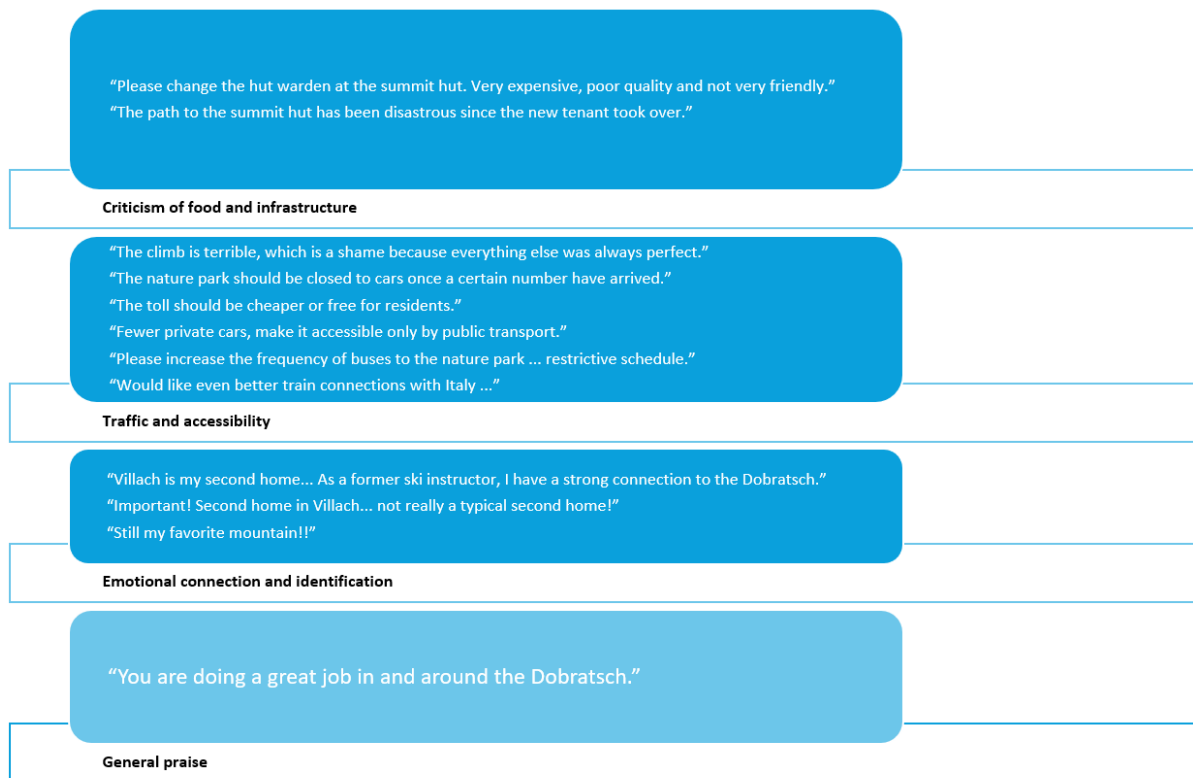 “Please change the hut warden at the summit hut. Very expensive, poor quality and not very friendly.”
“The path to the summit hut has been disastrous since the new tenant took over.”
Criticism of food and infrastructure
“The climb is terrible, which is a shame because everything else was always perfect.”
“The nature park should be closed to cars once a certain number have arrived.”
“The toll should be cheaper or free for residents.”
“Fewer private cars, make it accessible only by public transport.”
“Please increase the frequency of buses to the nature park ... restrictive schedule.”
“Would like even better train connections with Italy ...”
Traffic and accessibility
“Villach is my second home... As a former ski instructor, I have a strong connection to the Dobratsch.”
“Important! Second home in Villach... not really a typical second home!”
“Still my favorite mountain!!”
Emotional connection and identification
“You are doing a great job in and around the Dobratsch.”
General praise